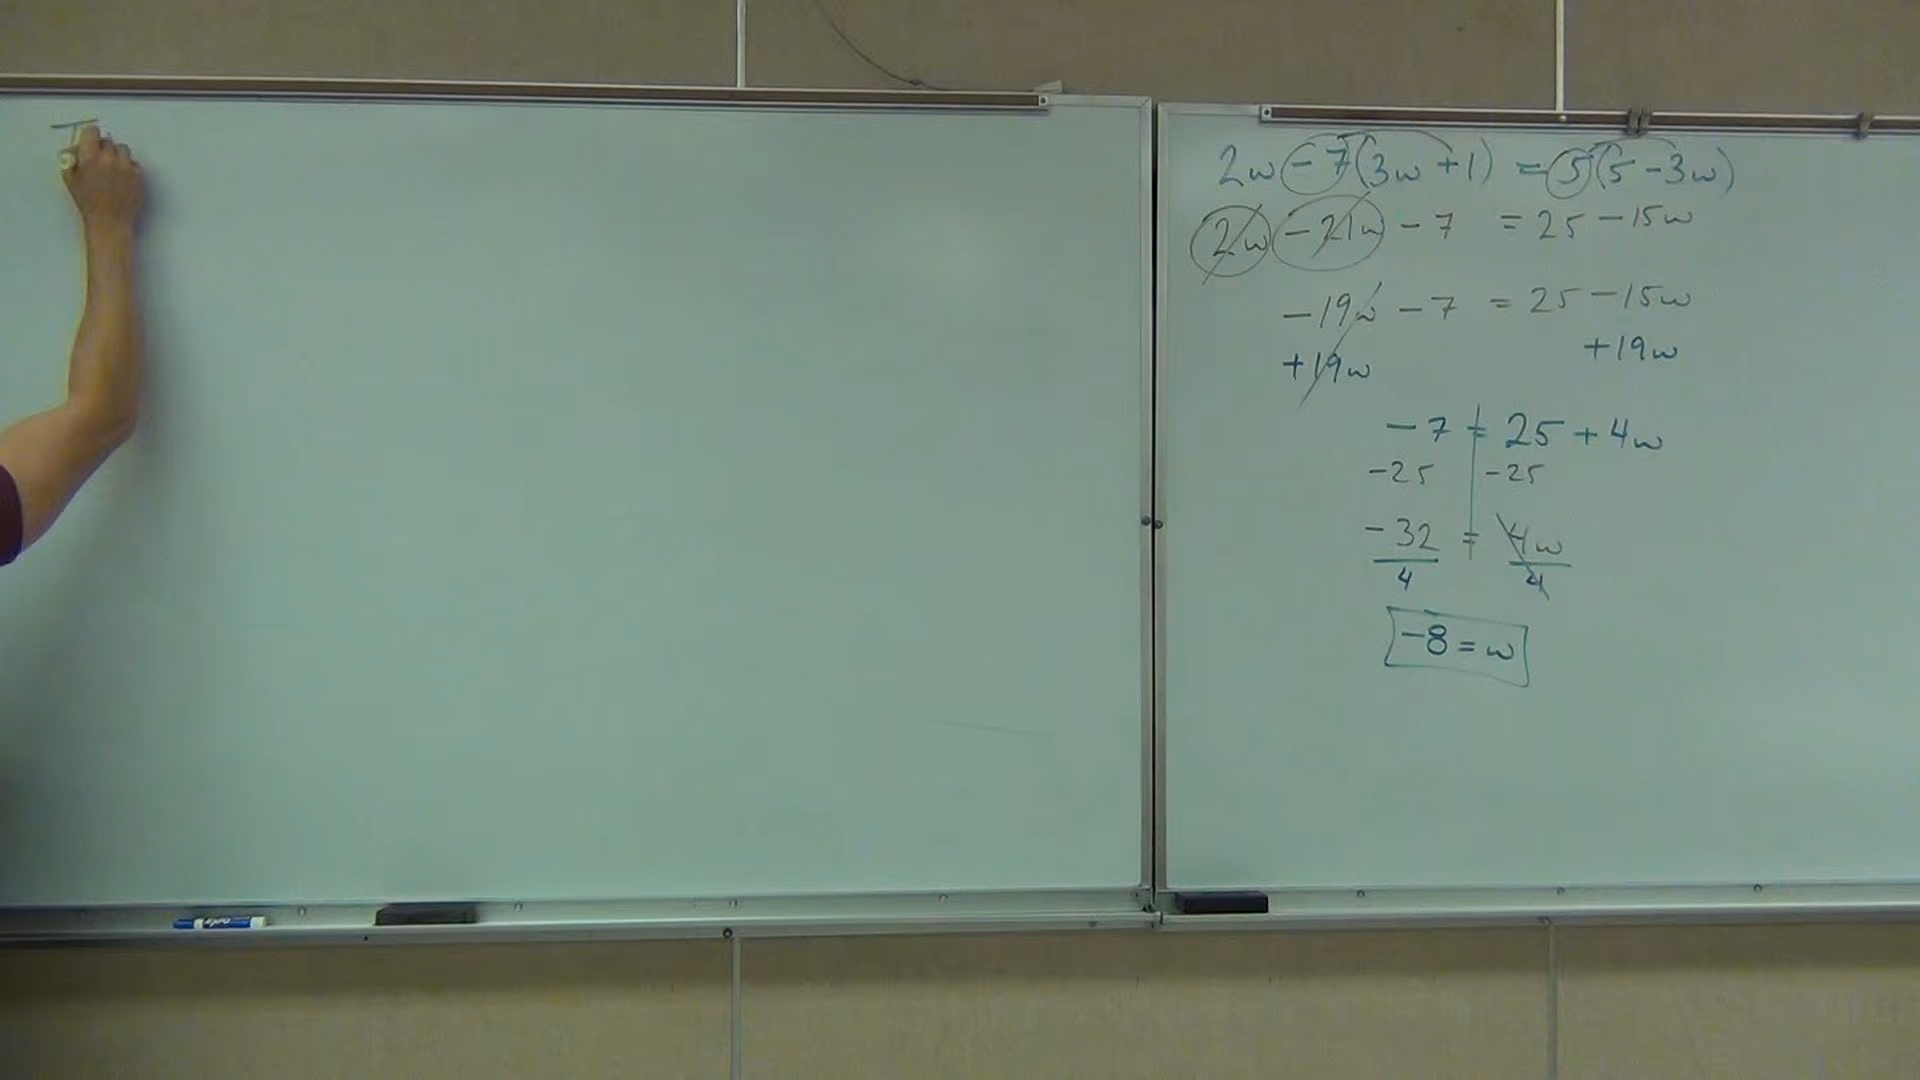 T
2w - 7(3w + 1) = 5(5 - 3w)
2w - 21w - 7 = 25 - 15w
-19w - 7 = 25 - 15w
+19w +19w
-7 = 25 + 4w
-25 -25
-32 = 4w
4 4
-8 = w
EXPO